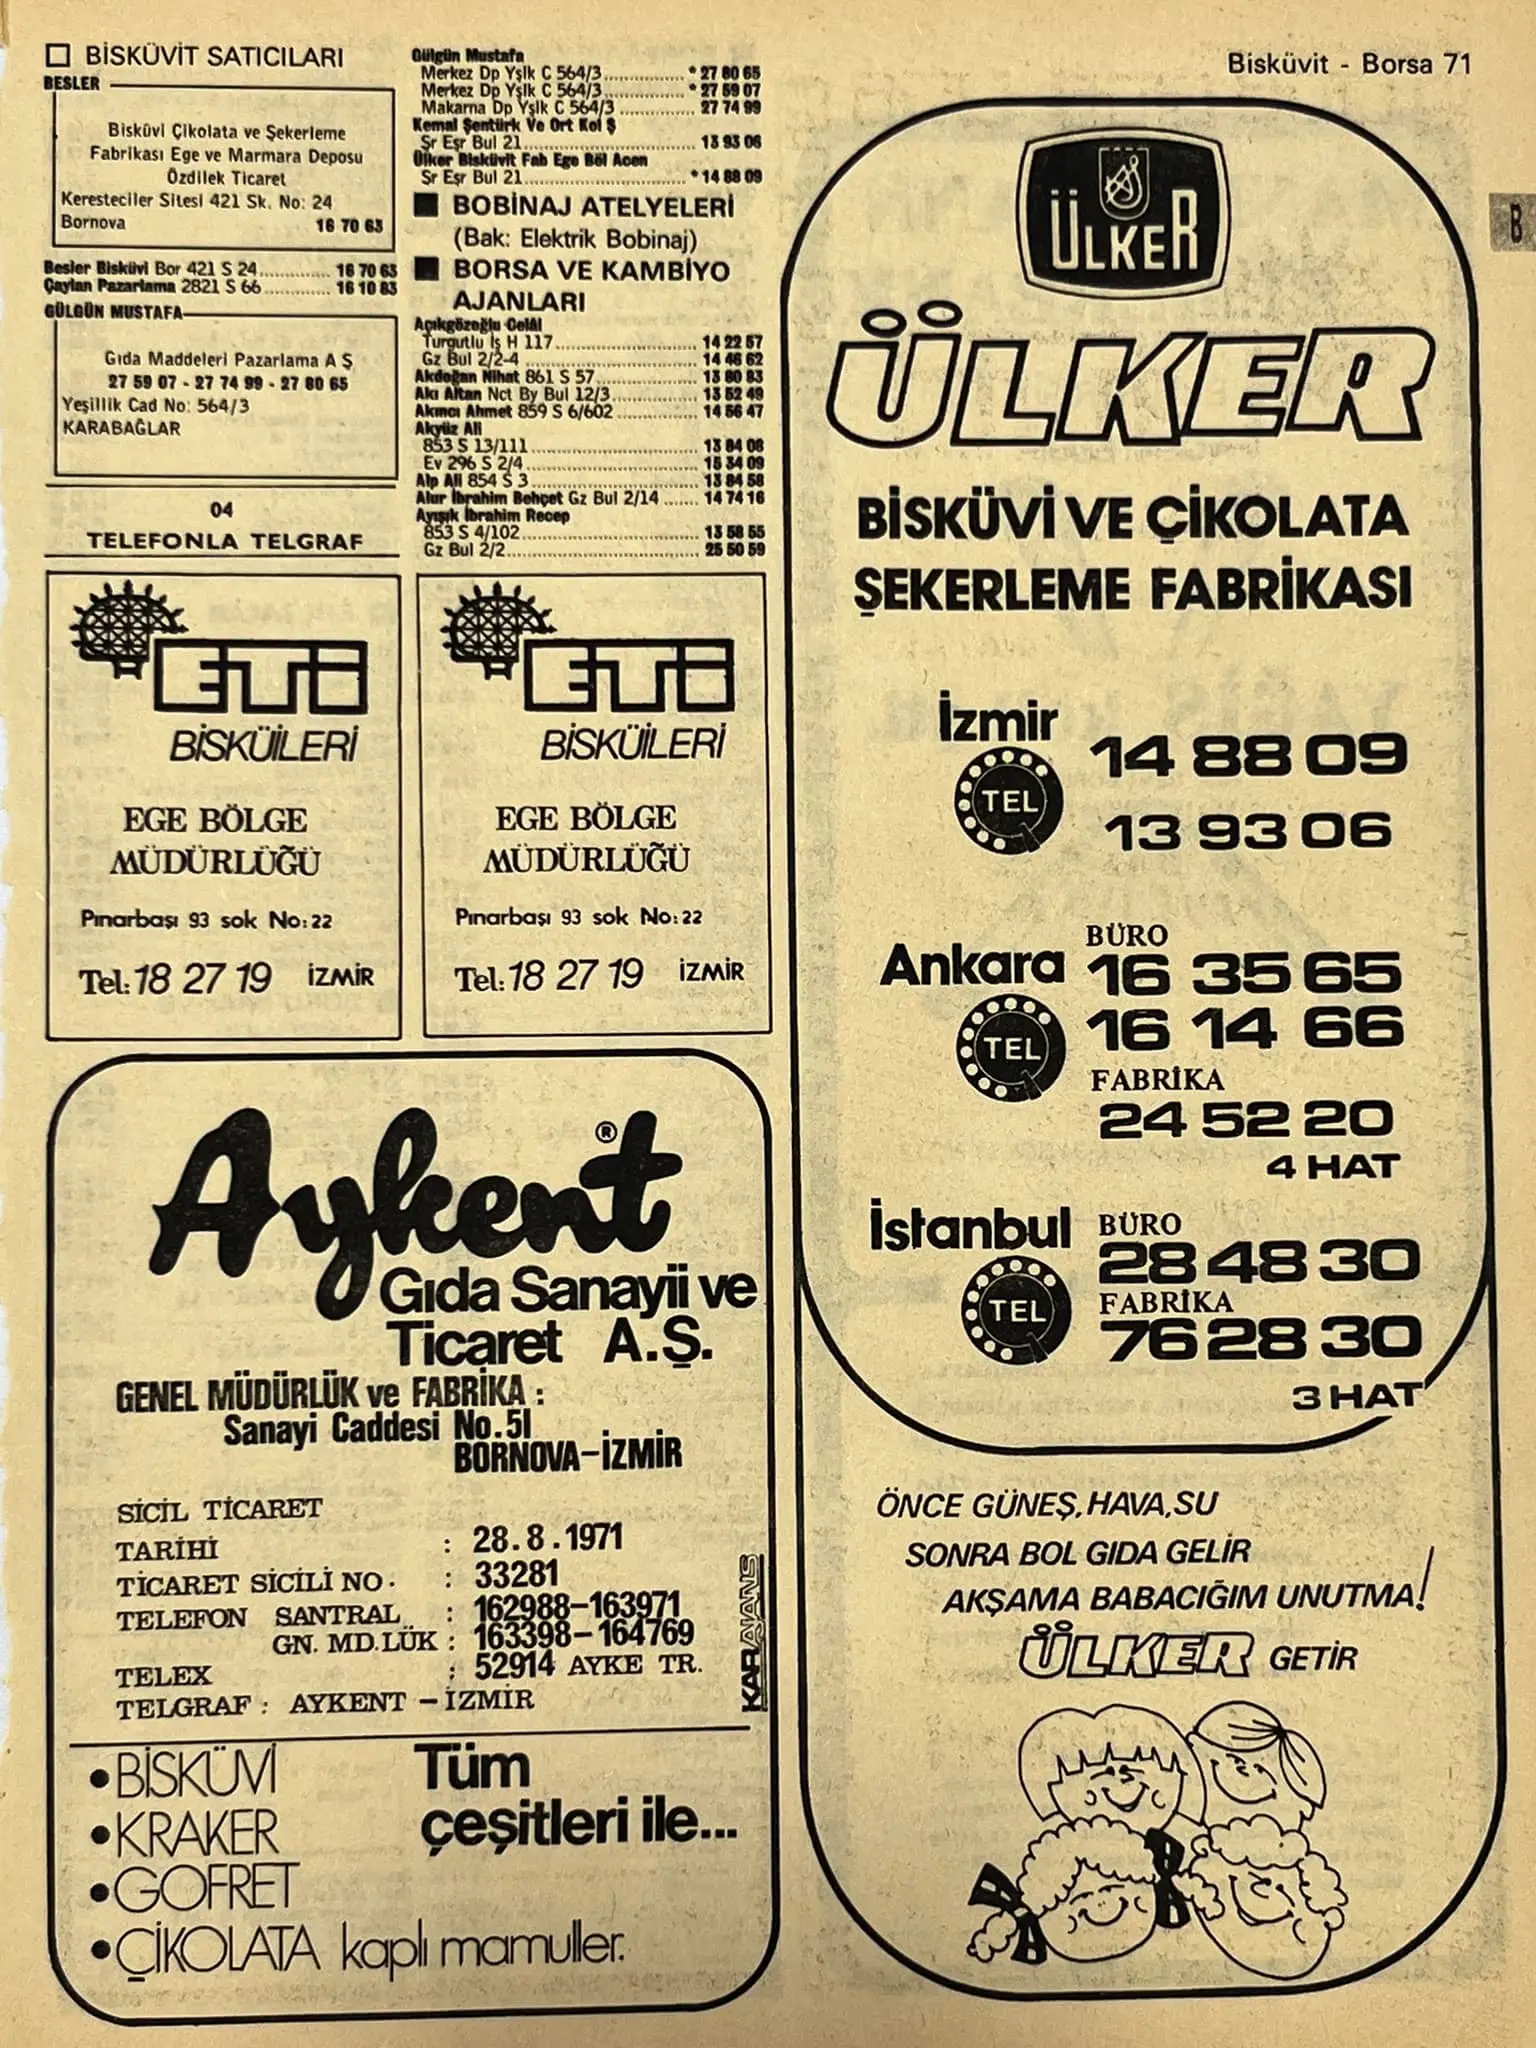 Bisküvit - Borsa 71
B
BİSKÜVİT SATICILARI
BESLER
Bisküvi Çikolata ve Şekerleme
Fabrikası Ege ve Marmara Deposu
Özdilek Ticaret
Keresteciler Sitesi 421 Sk. No: 24
Bornova 16 70 63
Besler Bisküvi Bor 421 S 24 16 70 63
Çaylan Pazarlama 2821 S 66 16 10 83
GÜLGÜN MUSTAFA
Gıda Maddeleri Pazarlama A Ş
27 59 07 - 27 74 99 - 27 80 65
Yeşillik Cad No: 564/3
KARABAĞLAR
04
TELEFONLA TELGRAF
Gülgün Mustafa
Merkez Dp Yşlk C 564/3 * 27 80 65
Merkez Dp Yşlk C 564/3 * 27 59 07
Makarna Dp Yşlk C 564/3 27 74 99
Kemal Şentürk Ve Ort Kol Ş
Şr Eşr Bul 21 13 93 06
Ülker Bisküvit Fab Ege Böl Acen
Şr Eşr Bul 21 * 14 88 09
BOBİNAJ ATELYELERİ
(Bak: Elektrik Bobinaj)
BORSA VE KAMBİYO
AJANLARI
Açıkgözoğlu Celâl
Turgutlu İş H 117 14 22 57
Gz Bul 2/2-4 14 46 62
Akdoğan Nihat 861 S 57 13 80 83
Akı Altan Nct By Bul 12/3 13 52 49
Akıncı Ahmet 859 S 6/602 14 56 47
Akyüz Ali
853 S 13/111 13 84 08
Ev 296 S 2/4 15 34 09
Alp Ali 854 S 3 13 84 58
Alur İbrahim Behçet Gz Bul 2/14 14 74 16
Ayışık İbrahim Recep
853 S 4/102 13 58 55
Gz Bul 2/2 25 50 59
ETİ
BİSKÜİLERİ
EGE BÖLGE
MÜDÜRLÜĞÜ
Pınarbaşı 93 sok No:22
Tel:18 27 19 İZMİR
ETİ
BİSKÜİLERİ
EGE BÖLGE
MÜDÜRLÜĞÜ
Pınarbaşı 93 sok No:22
Tel:18 27 19 İZMİR
Aykent®
Gıda Sanayii ve
Ticaret A.Ş.
GENEL MÜDÜRLÜK ve FABRİKA :
Sanayi Caddesi No.51
BORNOVA-İZMİR
SİCİL TİCARET
TARİHİ : 28.8.1971
TİCARET SİCİLİ NO. : 33281
TELEFON SANTRAL : 162988-163971
GN. MD.LÜK : 163398-164769
TELEX : 52914 AYKE TR.
TELGRAF : AYKENT - İZMİR
KARAJANS
•BİSKÜVİ
•KRAKER
•GOFRET
•ÇİKOLATA kaplı mamuller.
Tüm
çeşitleri ile...
ÜLKER
ÜLKER
BİSKÜVİ VE ÇİKOLATA
ŞEKERLEME FABRİKASI
İzmir
TEL
14 88 09
13 93 06
Ankara
TEL
BÜRO
16 35 65
16 14 66
FABRİKA
24 52 20
4 HAT
İstanbul
TEL
BÜRO
28 48 30
FABRİKA
76 28 30
3 HAT
ÖNCE GÜNEŞ,HAVA,SU
SONRA BOL GIDA GELİR
AKŞAMA BABACIĞIM UNUTMA!
ÜLKER GETİR